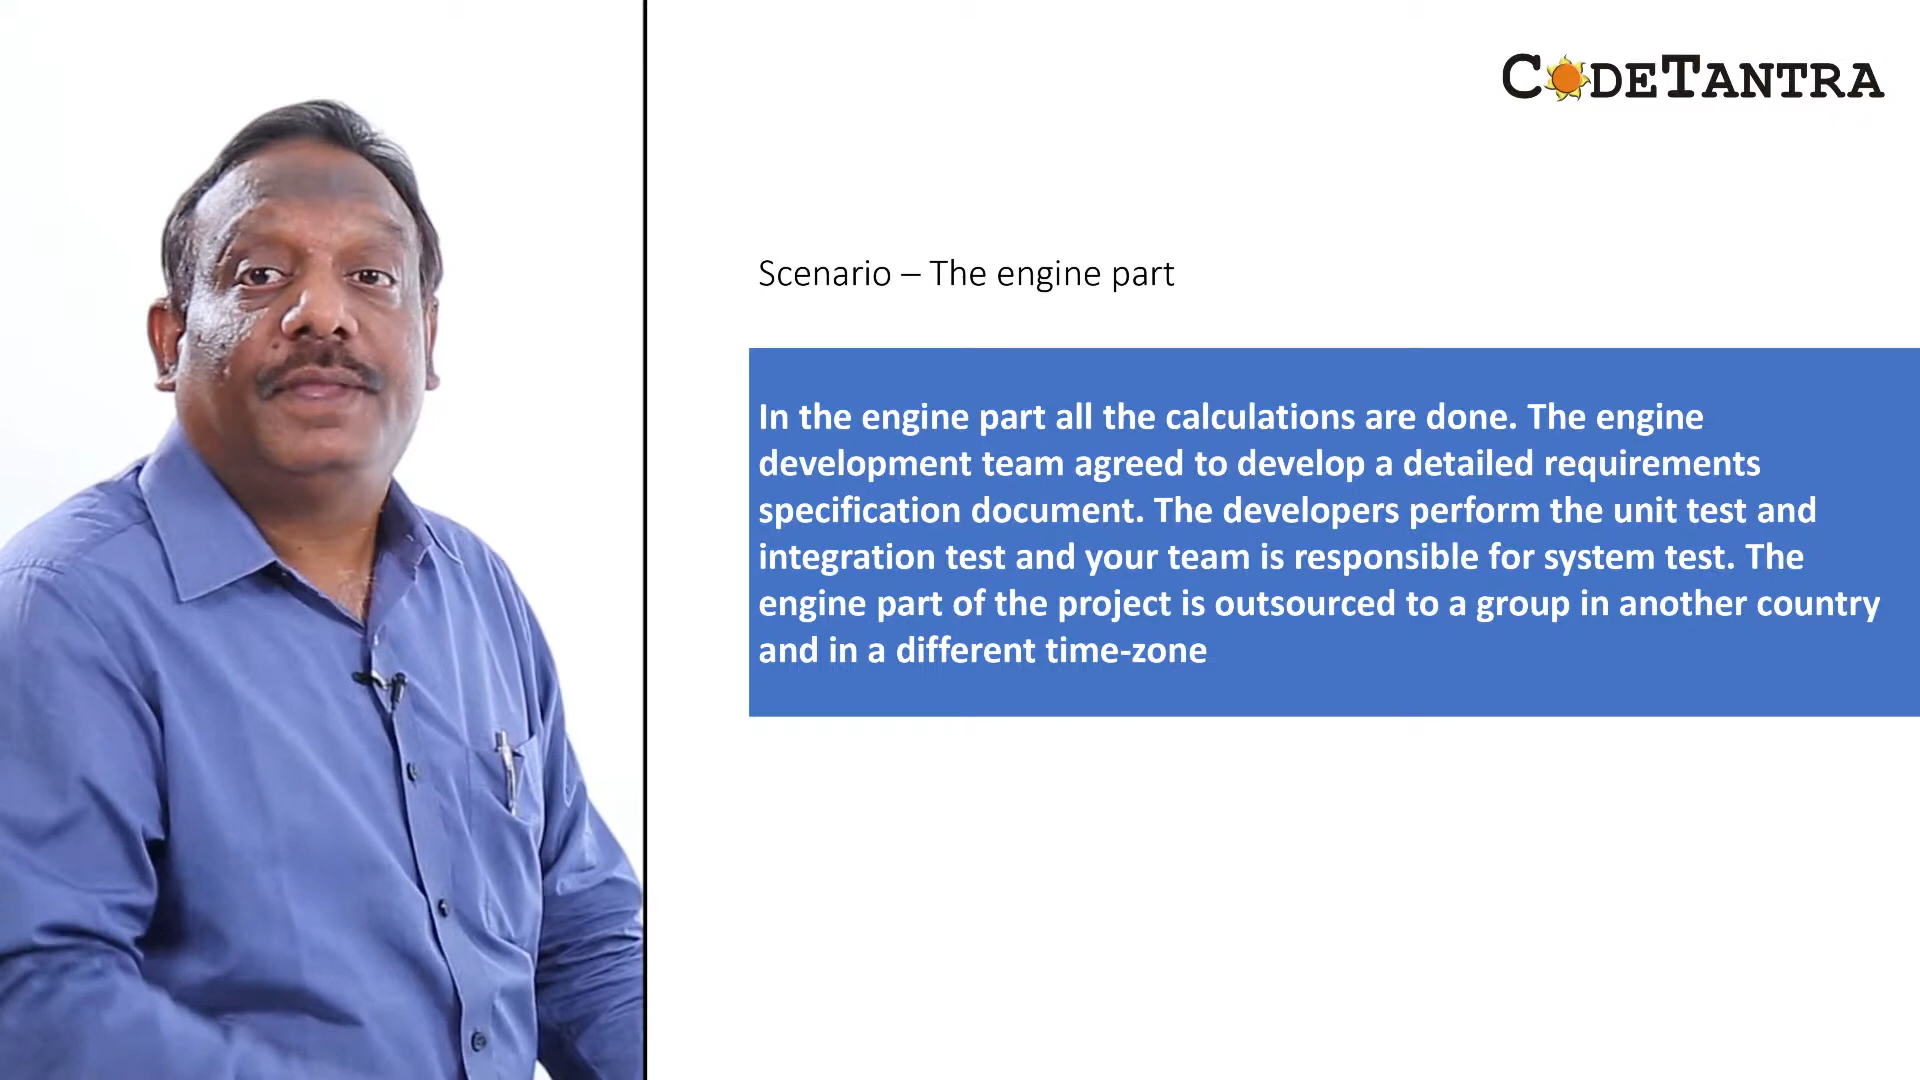 CODETANTRA
Scenario – The engine part
In the engine part all the calculations are done. The engine
development team agreed to develop a detailed requirements
specification document. The developers perform the unit test and
integration test and your team is responsible for system test. The
engine part of the project is outsourced to a group in another country
and in a different time-zone